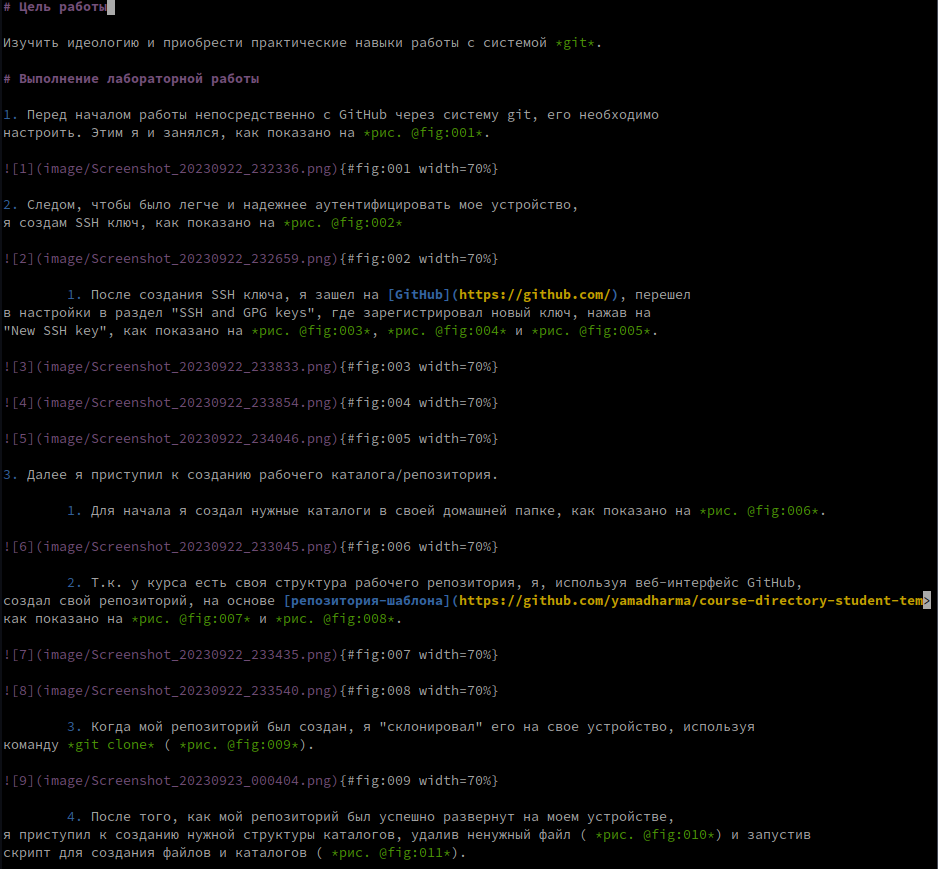 # Цель работы
Изучить идеологию и приобрести практические навыки работы с системой *git*.
# Выполнение лабораторной работы
1. Перед началом работы непосредственно с GitHub через систему git, его необходимо
настроить. Этим я и занялся, как показано на *рис. @fig:001*.
![1](image/Screenshot_20230922_232336.png){#fig:001 width=70%}
2. Следом, чтобы было легче и надежнее аутентифицировать мое устройство,
я создам SSH ключ, как показано на *рис. @fig:002*
![2](image/Screenshot_20230922_232659.png){#fig:002 width=70%}
1. После создания SSH ключа, я зашел на [GitHub](https://github.com/), перешел
в настройки в раздел "SSH and GPG keys", где зарегистрировал новый ключ, нажав на
"New SSH key", как показано на *рис. @fig:003*, *рис. @fig:004* и *рис. @fig:005*.
![3](image/Screenshot_20230922_233833.png){#fig:003 width=70%}
![4](image/Screenshot_20230922_233854.png){#fig:004 width=70%}
![5](image/Screenshot_20230922_234046.png){#fig:005 width=70%}
3. Далее я приступил к созданию рабочего каталога/репозитория.
1. Для начала я создал нужные каталоги в своей домашней папке, как показано на *рис. @fig:006*.
![6](image/Screenshot_20230922_233045.png){#fig:006 width=70%}
2. Т.к. у курса есть своя структура рабочего репозитория, я, используя веб-интерфейс GitHub,
создал свой репозиторий, на основе [репозитория-шаблона](https://github.com/yamadharma/course-directory-student-tem>
как показано на *рис. @fig:007* и *рис. @fig:008*.
![7](image/Screenshot_20230922_233435.png){#fig:007 width=70%}
![8](image/Screenshot_20230922_233540.png){#fig:008 width=70%}
3. Когда мой репозиторий был создан, я "склонировал" его на свое устройство, используя
команду *git clone* ( *рис. @fig:009*).
![9](image/Screenshot_20230923_000404.png){#fig:009 width=70%}
4. После того, как мой репозиторий был успешно развернут на моем устройстве,
я приступил к созданию нужной структуры каталогов, удалив ненужный файл ( *рис. @fig:010*) и запустив
скрипт для создания файлов и каталогов ( *рис. @fig:011*).